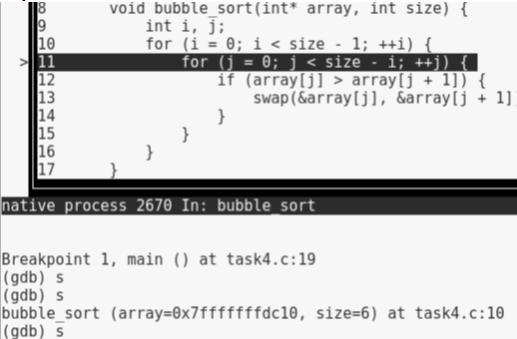 8 void bubble_sort(int* array, int size) {
9 int i, j;
10 for (i = 0; i < size - 1; ++i) {
>11 for (j = 0; j < size - i; ++j) {
12 if (array[j] > array[j + 1]) {
13 swap(&array[j], &array[j + 1]
14 }
15 }
16 }
17 }
native process 2670 In: bubble_sort
Breakpoint 1, main () at task4.c:19
(gdb) s
(gdb) s
bubble_sort (array=0x7fffffffdc10, size=6) at task4.c:10
(gdb) s